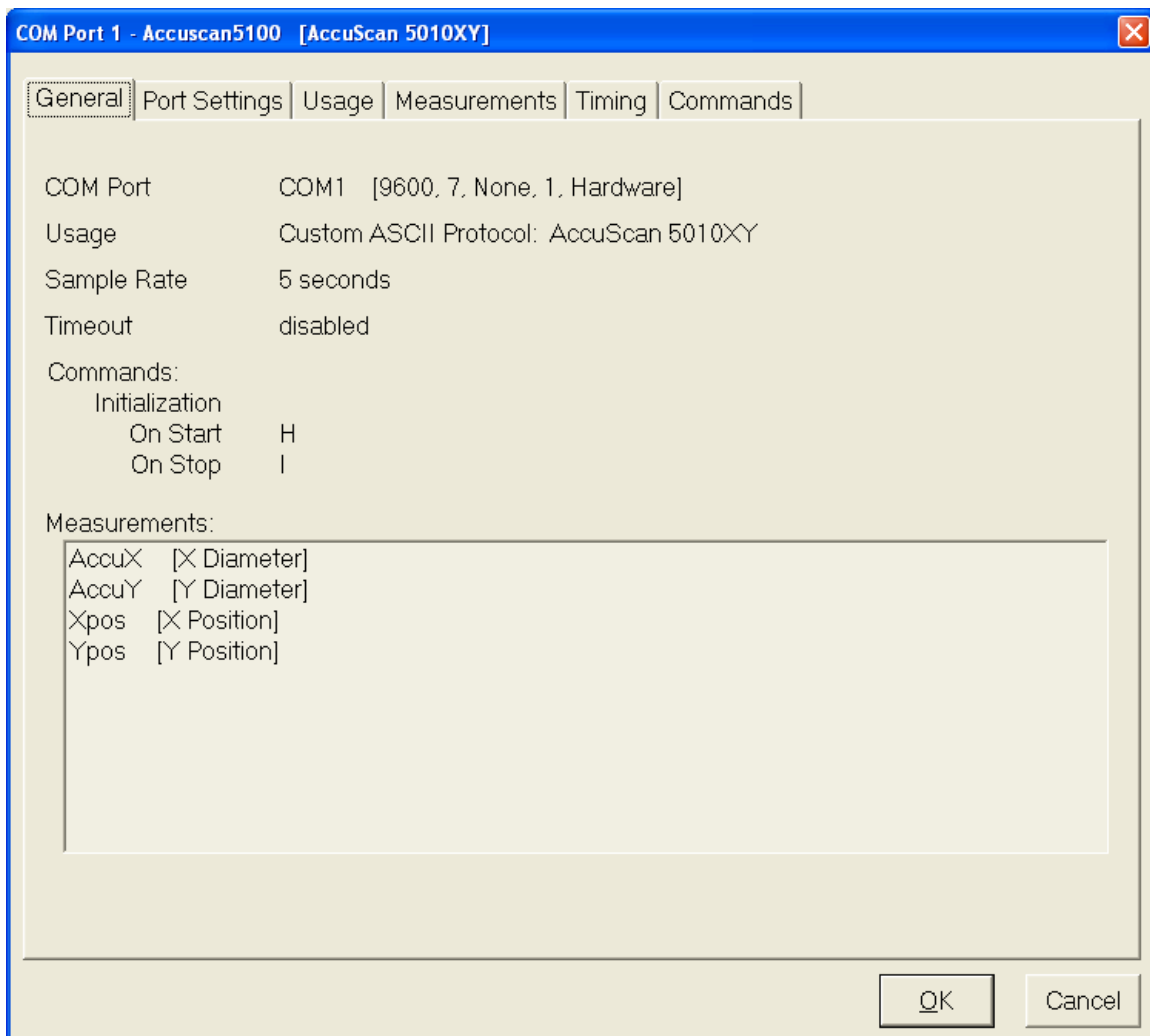 COM Port 1 - Accuscan5100 [AccuScan 5010XY]
General Port Settings Usage Measurements Timing Commands
COM Port COM1 [9600, 7, None, 1, Hardware]
Usage Custom ASCII Protocol: AccuScan 5010XY
Sample Rate 5 seconds
Timeout disabled
Commands:
Initialization
On Start H
On Stop I
Measurements:
AccuX [X Diameter]
AccuY [Y Diameter]
Xpos [X Position]
Ypos [Y Position]
OK Cancel